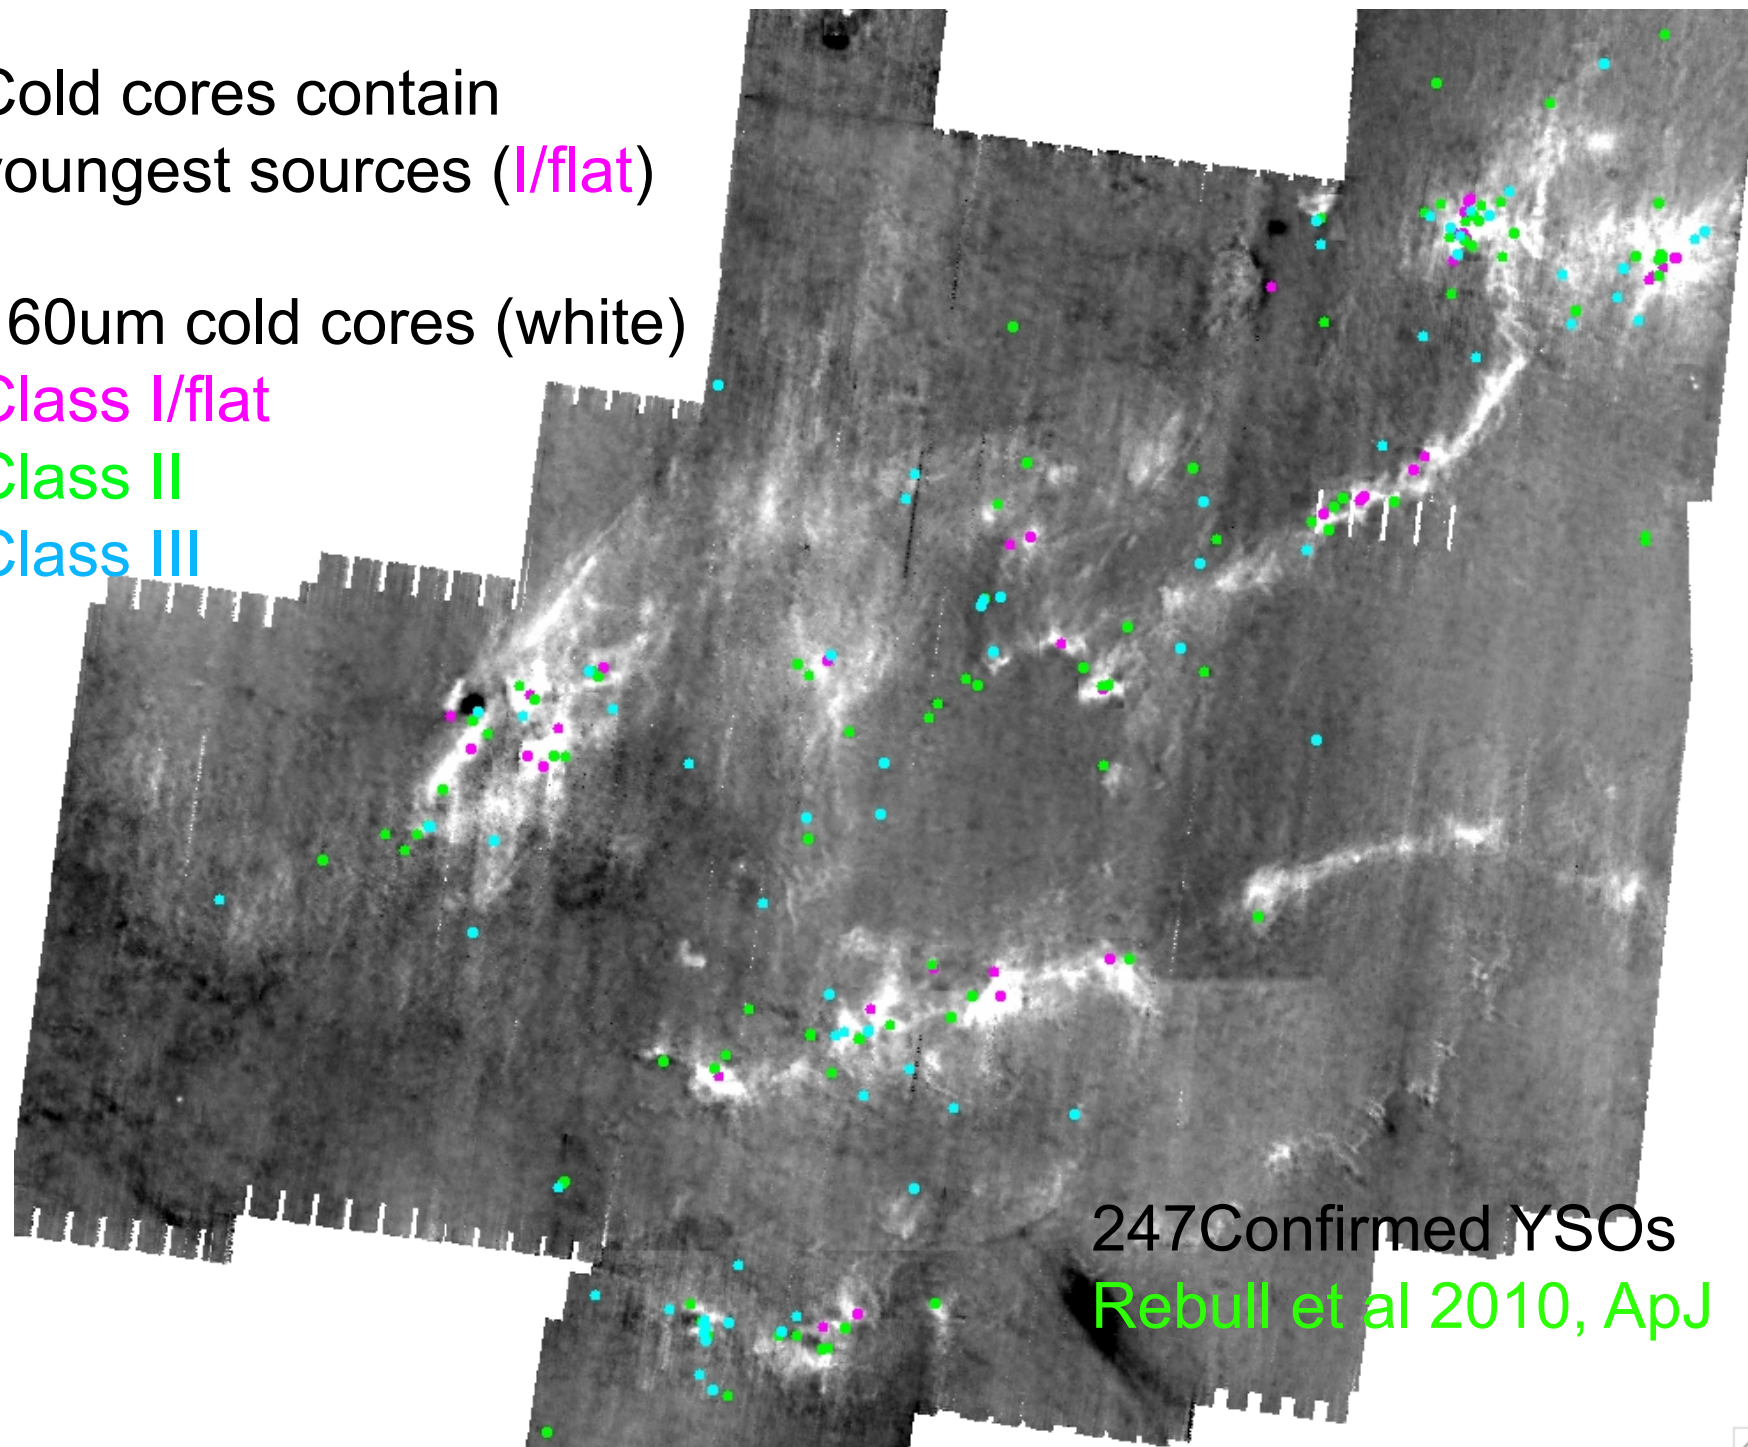 Cold cores contain
youngest sources (I/flat)
60um cold cores (white)
Class I/flat
Class II
Class III
247Confirmed YSOs
Rebull et al 2010, ApJ